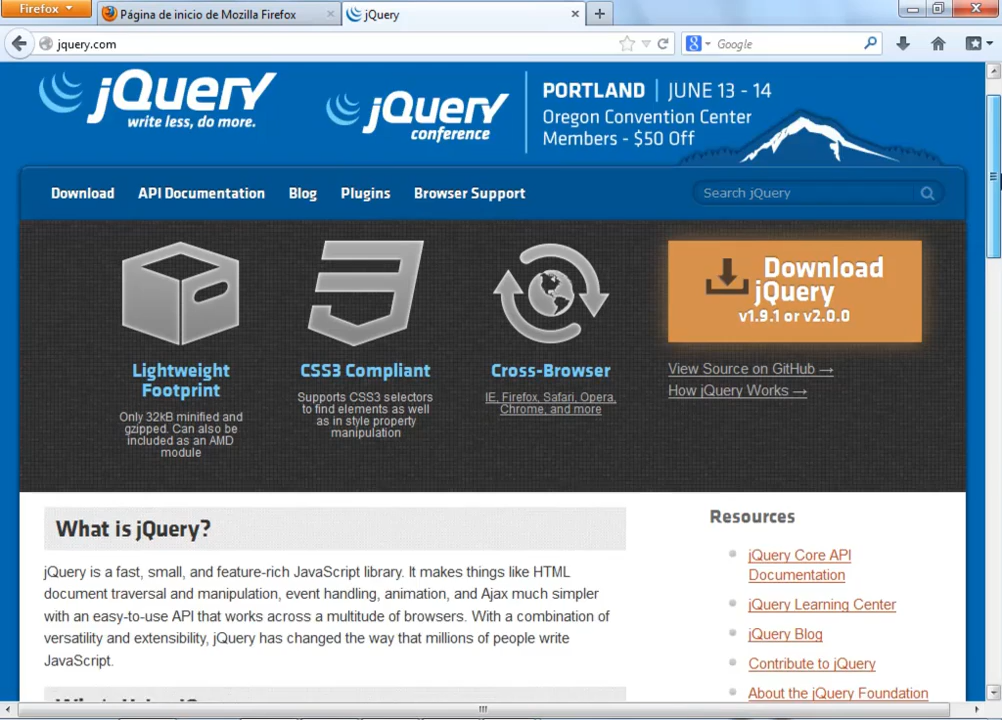 Firefox
Página de inicio de Mozilla Firefox
jQuery
jquery.com
Google
jQuery
write less, do more.
jQuery
conference
PORTLAND | JUNE 13 - 14
Oregon Convention Center
Members - $50 Off
Download
API Documentation
Blog
Plugins
Browser Support
Search jQuery
Lightweight
Footprint
Only 32kB minified and
gzipped. Can also be
included as an AMD
module
CSS3 Compliant
Supports CSS3 selectors
to find elements as well
as in style property
manipulation
Cross-Browser
IE, Firefox, Safari, Opera,
Chrome, and more
Download
jQuery
v1.9.1 or v2.0.0
View Source on GitHub →
How jQuery Works →
What is jQuery?
jQuery is a fast, small, and feature-rich JavaScript library. It makes things like HTML
document traversal and manipulation, event handling, animation, and Ajax much simpler
with an easy-to-use API that works across a multitude of browsers. With a combination of
versatility and extensibility, jQuery has changed the way that millions of people write
JavaScript.
Resources
jQuery Core API
Documentation
jQuery Learning Center
jQuery Blog
Contribute to jQuery
About the jQuery Foundation